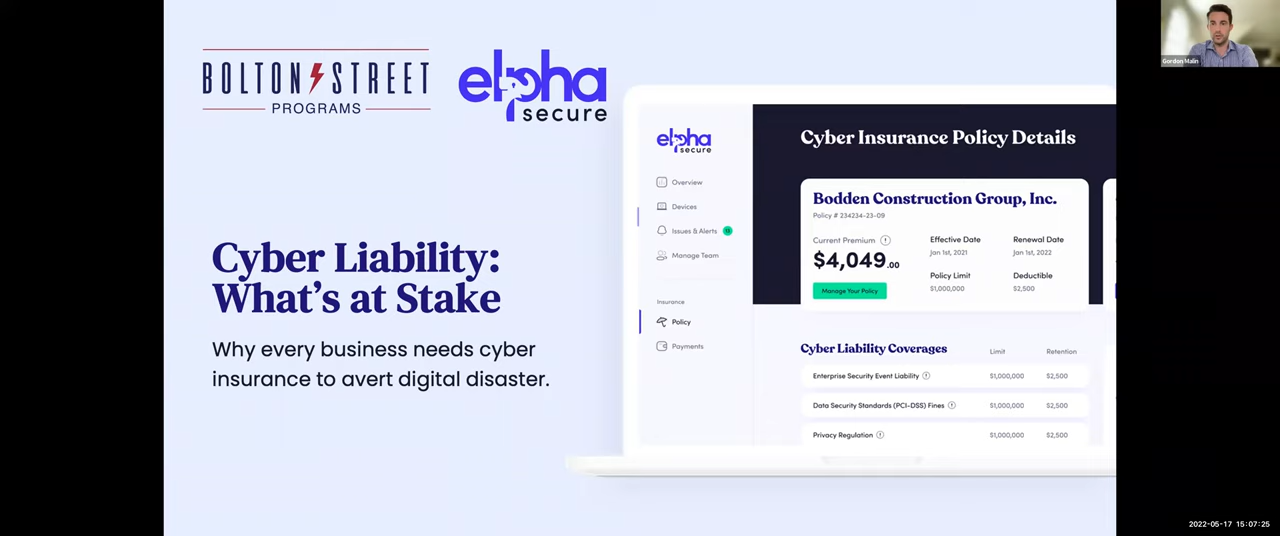 BOLTON STREET
PROGRAMS
elpha
secure
Cyber Liability:
What's at Stake
Why every business needs cyber
insurance to avert digital disaster.
elpha
secure
Overview
Devices
Issues & Alerts
Manage Team
Insurance
Policy
Payments
Cyber Insurance Policy Details
Bodden Construction Group, Inc.
Policy # 234234-23-09
Current Premium
$4,049.00
Manage Your Policy
Effective Date
Jan 1st, 2021
Renewal Date
Jan 1st, 2022
Policy Limit
$1,000,000
Deductible
$2,500
Cyber Liability Coverages Limit Retention
Enterprise Security Event Liability $1,000,000 $2,500
Data Security Standards (PCI-DSS) Fines $1,000,000 $2,500
Privacy Regulation $1,000,000 $2,500
Gordon Malin
2022-05-17 15:07:25